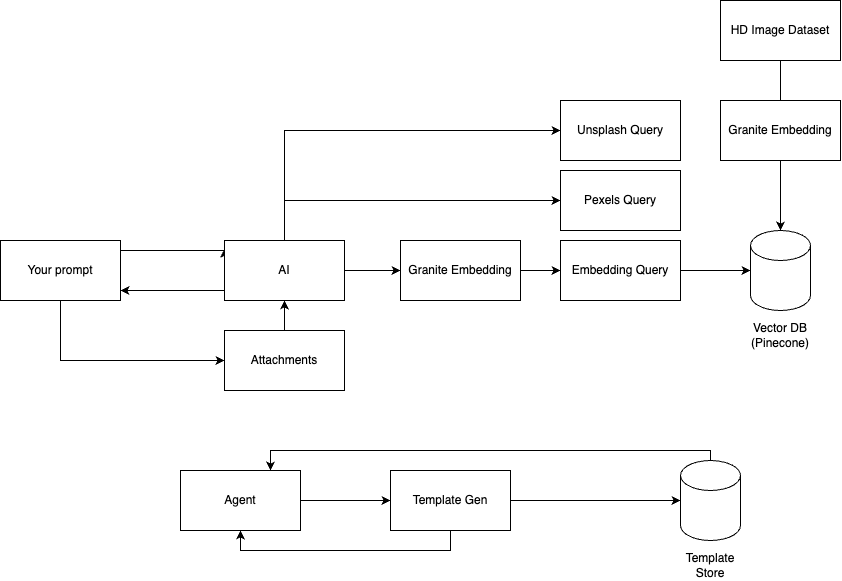 HD Image Dataset
Unsplash Query
Granite Embedding
Pexels Query
Your prompt
AI
Granite Embedding
Embedding Query
Vector DB
(Pinecone)
Attachments
Agent
Template Gen
Template
Store